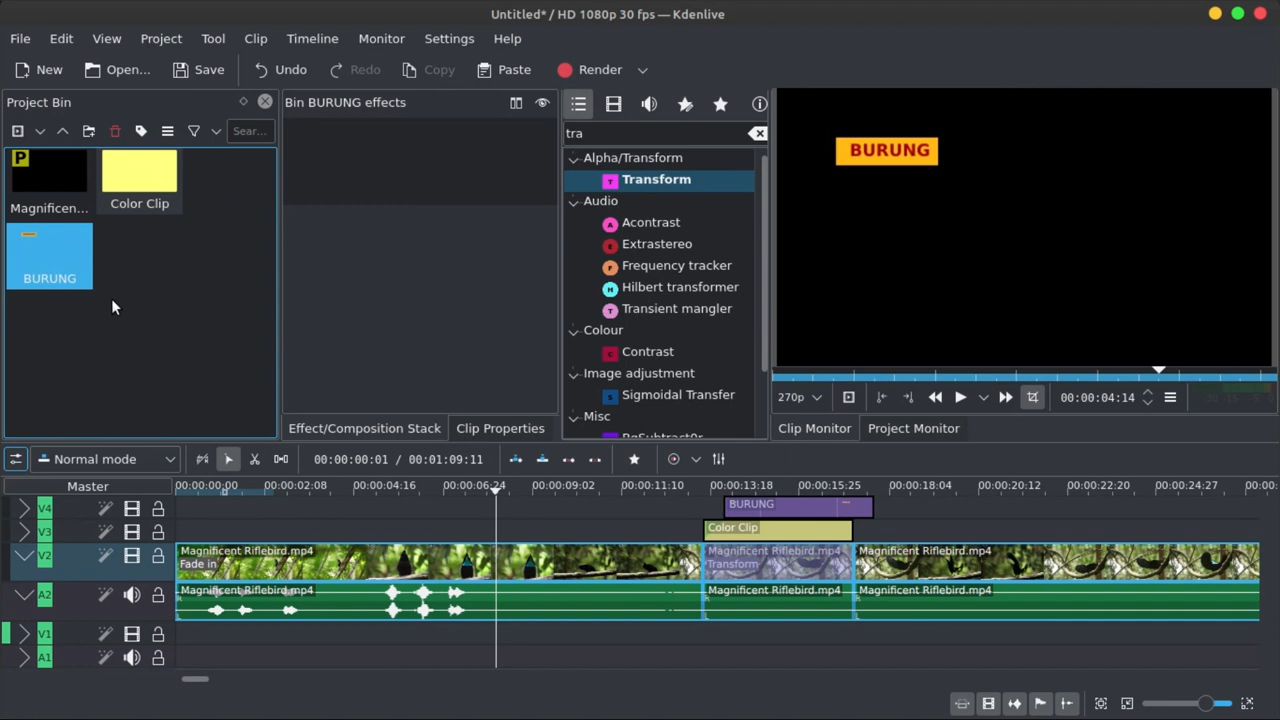 Untitled* / HD 1080p 30 fps — Kdenlive
File Edit View Project Tool Clip Timeline Monitor Settings Help
New Open... Save Undo Redo Copy Paste Render
Project Bin
Bin BURUNG effects
Sear...
tra
P
Magnificen...
Color Clip
BURUNG
Alpha/Transform
T Transform
Audio
A Acontrast
E Extrastereo
F Frequency tracker
H Hilbert transformer
T Transient mangler
Colour
C Contrast
Image adjustment
S Sigmoidal Transfer
Misc
BgSubtract0r
BURUNG
270p
00:00:04:14
Effect/Composition Stack Clip Properties
Clip Monitor Project Monitor
Normal mode
00:00:00:01 / 00:01:09:11
Master
00:00:00:00 00:00:02:08 00:00:04:16 00:00:06:24 00:00:09:02 00:00:11:10 00:00:13:18 00:00:15:25 00:00:18:04 00:00:20:12 00:00:22:20 00:00:24:27 00:00:
V4 BURUNG
V3 Color Clip
V2 Magnificent Riflebird.mp4 Magnificent Riflebird.mp4 Magnificent Riflebird.mp4
Fade in Transform
A2 Magnificent Riflebird.mp4 Magnificent Riflebird.mp4 Magnificent Riflebird.mp4
V1
A1